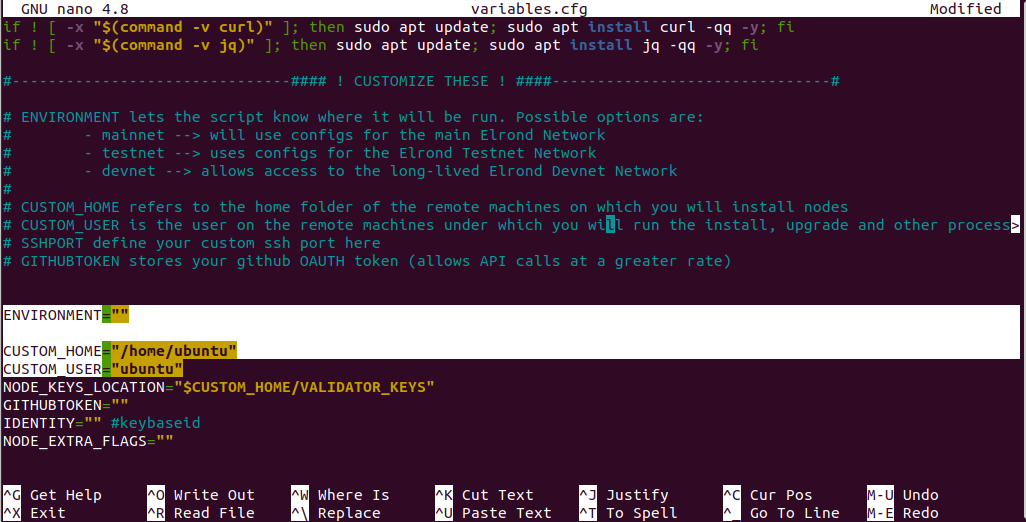 GNU nano 4.8 variables.cfg Modified
if ! [ -x "$(command -v curl)" ]; then sudo apt update; sudo apt install curl -qq -y; fi
if ! [ -x "$(command -v jq)" ]; then sudo apt update; sudo apt install jq -qq -y; fi
#-------------------------------#### ! CUSTOMIZE THESE ! ####-------------------------------#
# ENVIRONMENT lets the script know where it will be run. Possible options are:
# - mainnet --> will use configs for the main Elrond Network
# - testnet --> uses configs for the Elrond Testnet Network
# - devnet --> allows access to the long-lived Elrond Devnet Network
#
# CUSTOM_HOME refers to the home folder of the remote machines on which you will install nodes
# CUSTOM_USER is the user on the remote machines under which you will run the install, upgrade and other process>
# SSHPORT define your custom ssh port here
# GITHUBTOKEN stores your github OAUTH token (allows API calls at a greater rate)
ENVIRONMENT=""
CUSTOM_HOME="/home/ubuntu"
CUSTOM_USER="ubuntu"
NODE_KEYS_LOCATION="$CUSTOM_HOME/VALIDATOR_KEYS"
GITHUBTOKEN=""
IDENTITY="" #keybaseid
NODE_EXTRA_FLAGS=""
^G Get Help ^O Write Out ^W Where Is ^K Cut Text ^J Justify ^C Cur Pos M-U Undo
^X Exit ^R Read File ^\ Replace ^U Paste Text ^T To Spell ^_ Go To Line M-E Redo